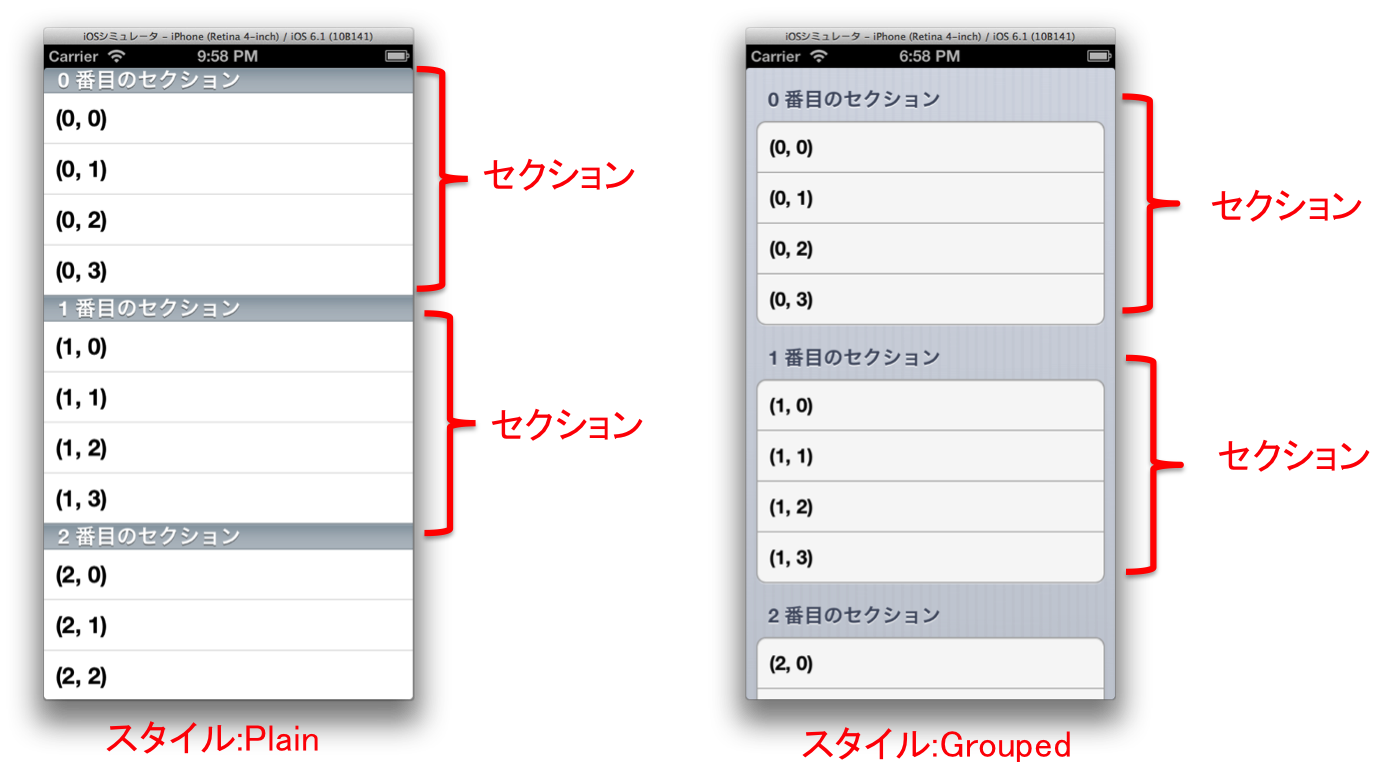 iOSシミュレータ - iPhone (Retina 4-inch) / iOS 6.1 (10B141)
Carrier 9:58 PM
0 番目のセクション
(0, 0)
(0, 1)
(0, 2)
(0, 3)
1 番目のセクション
(1, 0)
(1, 1)
(1, 2)
(1, 3)
2 番目のセクション
(2, 0)
(2, 1)
(2, 2)
セクション
セクション
スタイル:Plain
iOSシミュレータ - iPhone (Retina 4-inch) / iOS 6.1 (10B141)
Carrier 6:58 PM
0 番目のセクション
(0, 0)
(0, 1)
(0, 2)
(0, 3)
1 番目のセクション
(1, 0)
(1, 1)
(1, 2)
(1, 3)
2 番目のセクション
(2, 0)
セクション
セクション
スタイル:Grouped